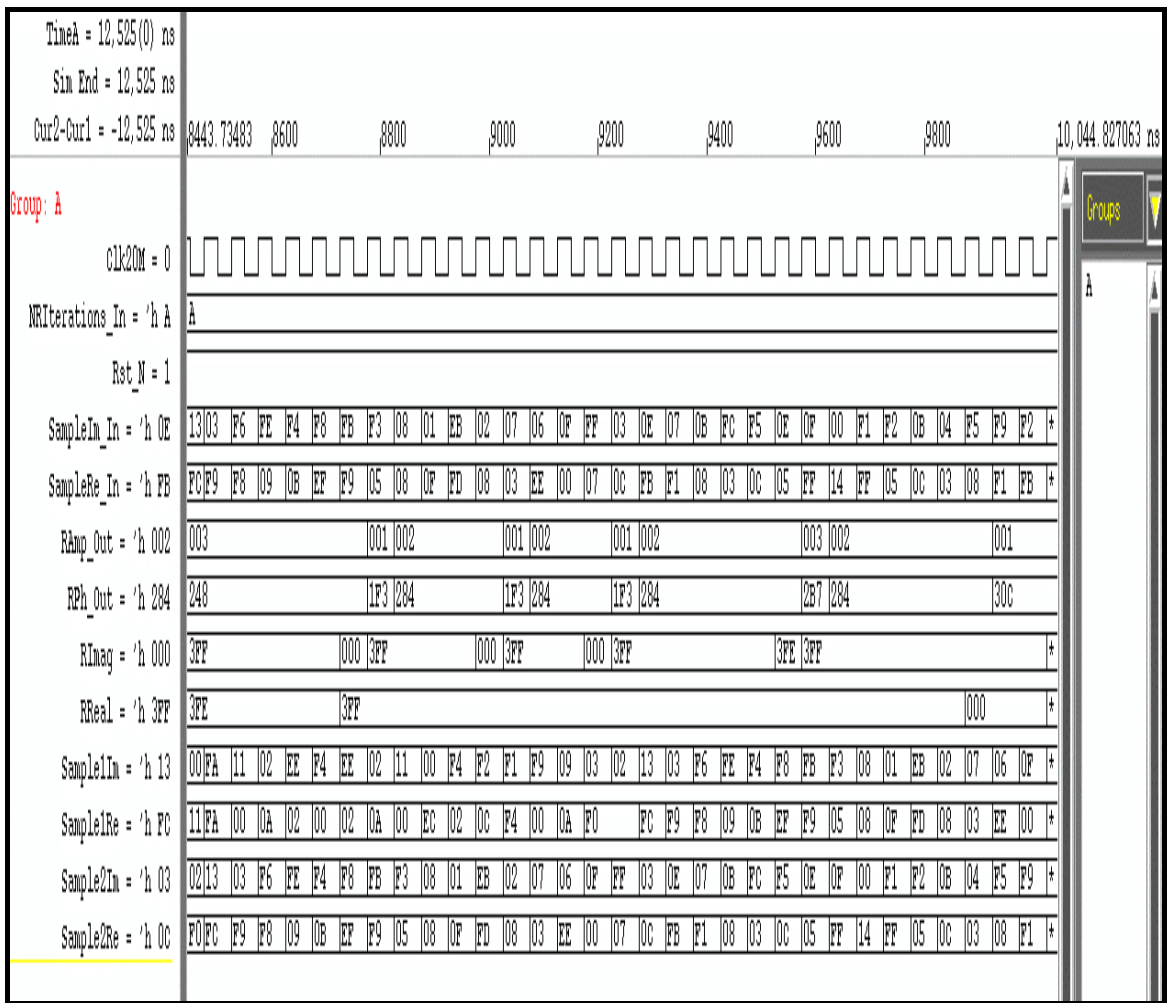 TimeA = 12,525(0) ns
Sim End = 12,525 ns
Cur2-Cur1 = -12,525 ns
8443.73483 8600 8800 9000 9200 9400 9600 9800 10,044.827063 ns
Group: A
Groups
A
Clk20M = 0
NRIterations_In = 'h A A
Rst_N = 1
SampleIm_In = 'h 0E 13 03 F6 FE F4 F8 FB F3 08 01 EB 02 07 06 0F FF 03 0E 07 0B FC F5 0E 0F 00 F1 F2 0B 04 F5 F9 F2 *
SampleRe_In = 'h FB FC F9 F8 09 0B EF F9 05 08 0F FD 08 03 EE 00 07 0C FB F1 08 03 0C 05 FF 14 FF 05 0C 03 08 F1 FB *
RAmp_Out = 'h 002 003 001 002 001 002 001 002 003 002 001
RPh_Out = 'h 284 248 1F3 284 1F3 284 1F3 284 2B7 284 30C
RImag = 'h 000 3FF 000 3FF 000 3FF 000 3FF 3FE 3FF *
RReal = 'h 3FF 3FE 3FF 000 *
Sample1Im = 'h 13 00 FA 11 02 EE F4 EE 02 11 00 F4 F2 F1 F9 09 03 02 13 03 F6 FE F4 F8 FB F3 08 01 EB 02 07 06 0F *
Sample1Re = 'h FC 11 FA 00 0A 02 00 02 0A 00 EC 02 0C F4 00 0A F0 FC F9 F8 09 0B EF F9 05 08 0F FD 08 03 EE 00 *
Sample2Im = 'h 03 02 13 03 F6 FE F4 F8 FB F3 08 01 EB 02 07 06 0F FF 03 0E 07 0B FC F5 0E 0F 00 F1 F2 0B 04 F5 F9 *
Sample2Re = 'h 0C F0 FC F9 F8 09 0B EF F9 05 08 0F FD 08 03 EE 00 07 0C FB F1 08 03 0C 05 FF 14 FF 05 0C 03 08 F1 *